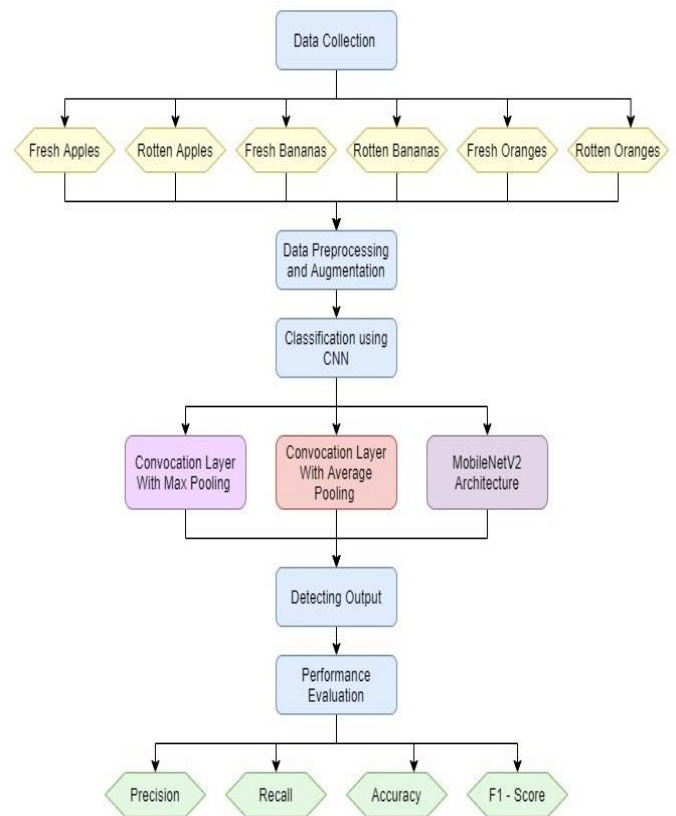 Data Collection
Fresh Apples
Rotten Apples
Fresh Bananas
Rotten Bananas
Fresh Oranges
Rotten Oranges
Data Preprocessing
and Augmentation
Classification using
CNN
Convocation Layer
With Max Pooling
Convocation Layer
With Average
Pooling
MobileNetV2
Architecture
Detecting Output
Performance
Evaluation
Precision
Recall
Accuracy
F1 - Score